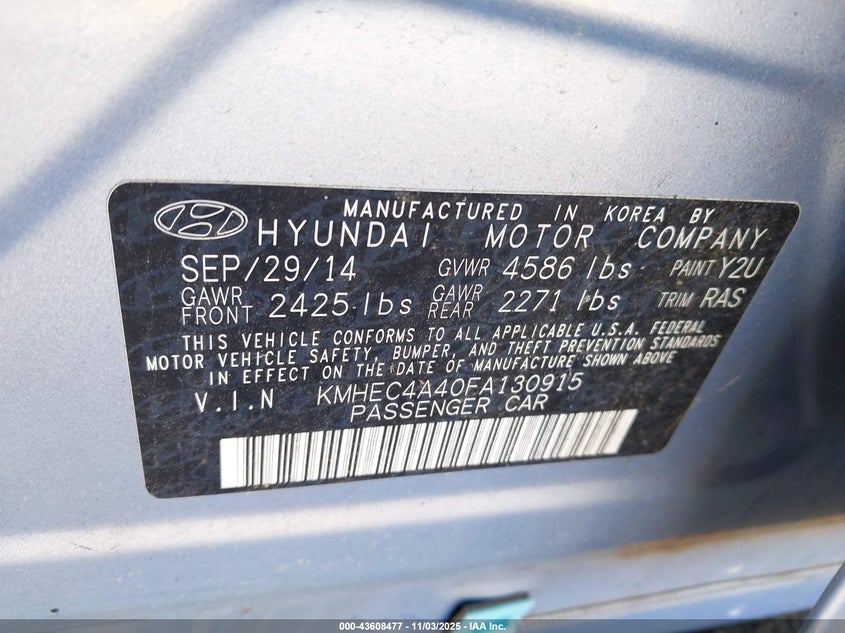 MANUFACTURED IN KOREA BY
HYUNDAI MOTOR COMPANY
SEP/29/14 GVWR 4586 lbs PAINT Y2U
GAWR FRONT 2425 lbs GAWR REAR 2271 lbs TRIM RAS
THIS VEHICLE CONFORMS TO ALL APPLICABLE U.S.A. FEDERAL
MOTOR VEHICLE SAFETY, BUMPER, AND THEFT PREVENTION STANDARDS
IN EFFECT ON THE DATE OF MANUFACTURE SHOWN ABOVE
V.I.N KMHEC4A40FA130915
PASSENGER CAR
000-43608477 - 11/03/2025 - IAA Inc.